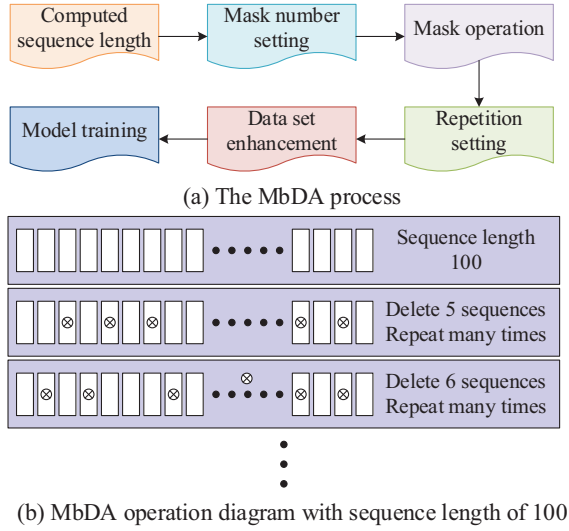 Computed
sequence length
Mask number
setting
Mask operation
Model training
Data set
enhancement
Repetition
setting
(a) The MbDA process
Sequence length
100
Delete 5 sequences
Repeat many times
Delete 6 sequences
Repeat many times
(b) MbDA operation diagram with sequence length of 100